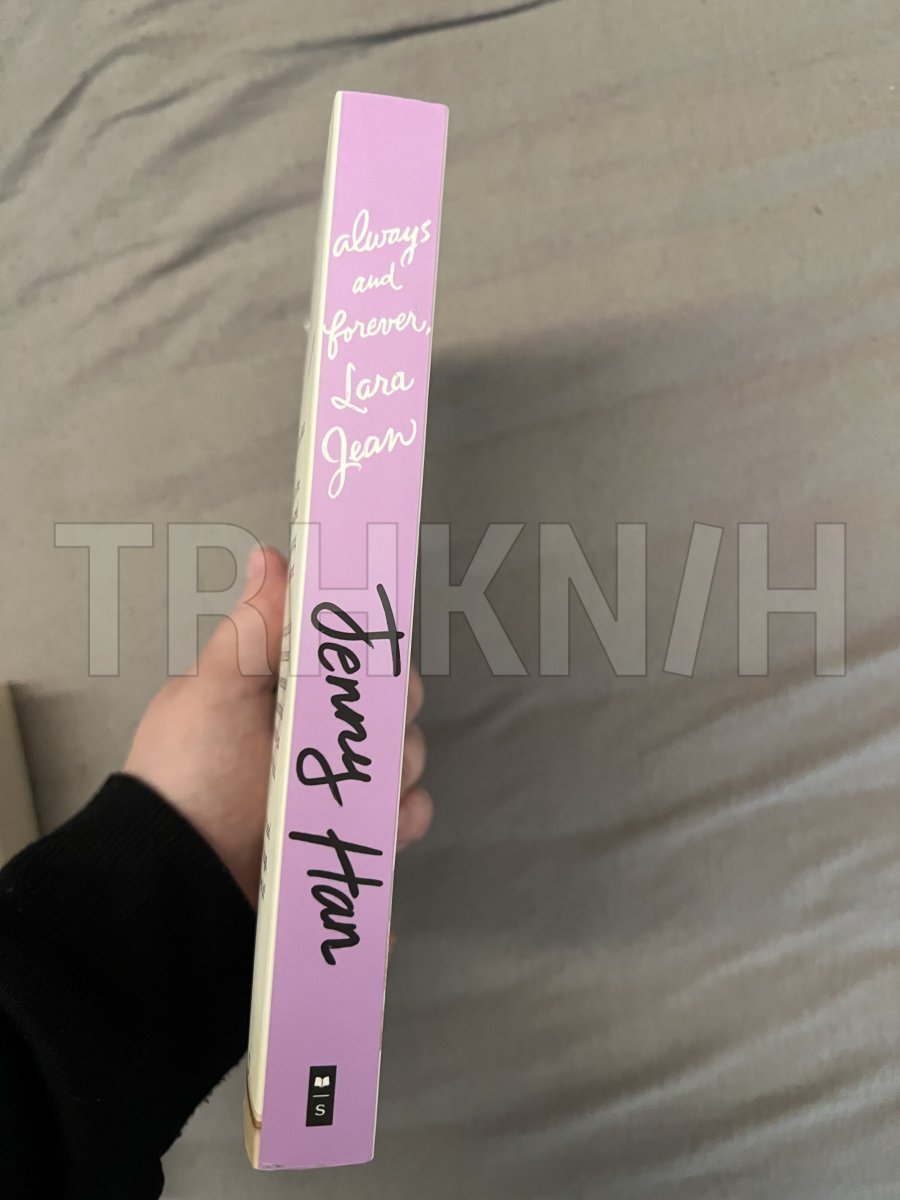 always
and
forever,
Lara
Jean
TRHKN/H
Jenny Han
S